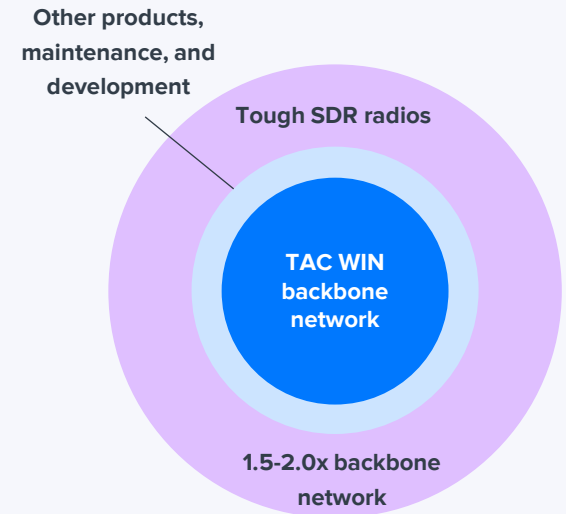 Other products,
maintenance, and
development
Tough SDR radios
TAC WIN
backbone
network
1.5-2.0x backbone
network